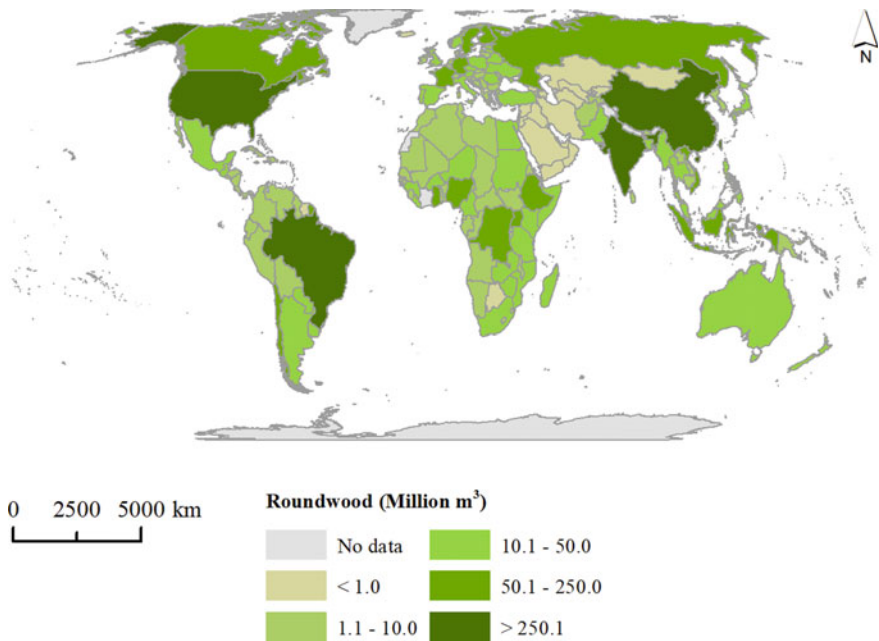 N
0 2500 5000 km
Roundwood (Million m³)
No data
< 1.0
1.1 - 10.0
10.1 - 50.0
50.1 - 250.0
> 250.1